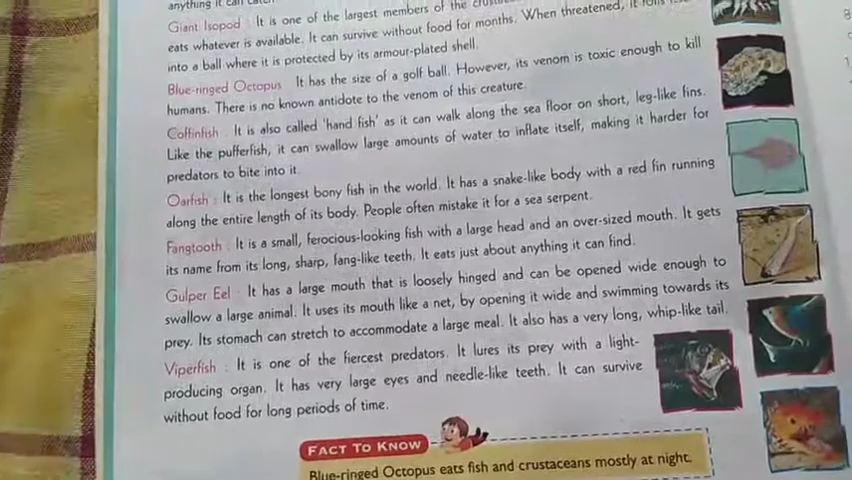 anything it can catch.
Giant Isopod : It is one of the largest members of the
eats whatever is available. It can survive without food for months. When threatened, it rolls
into a ball where it is protected by its armour-plated shell.
Blue-ringed Octopus It has the size of a golf ball. However, its venom is toxic enough to kill
humans. There is no known antidote to the venom of this creature.
Coffinfish : It is also called 'hand fish' as it can walk along the sea floor on short, leg-like fins.
Like the pufferfish, it can swallow large amounts of water to inflate itself, making it harder for
predators to bite into it.
Oarfish : It is the longest bony fish in the world. It has a snake-like body with a red fin running
along the entire length of its body. People often mistake it for a sea serpent.
Fangtooth : It is a small, ferocious-looking fish with a large head and an over-sized mouth. It gets
its name from its long, sharp, fang-like teeth. It eats just about anything it can find.
Gulper Eel : It has a large mouth that is loosely hinged and can be opened wide enough to
swallow a large animal. It uses its mouth like a net, by opening it wide and swimming towards its
prey. Its stomach can stretch to accommodate a large meal. It also has a very long, whip-like tail.
Viperfish : It is one of the fiercest predators. It lures its prey with a light-
producing organ. It has very large eyes and needle-like teeth. It can survive
without food for long periods of time.
FACT TO KNOW
Blue-ringed Octopus eats fish and crustaceans mostly at night.